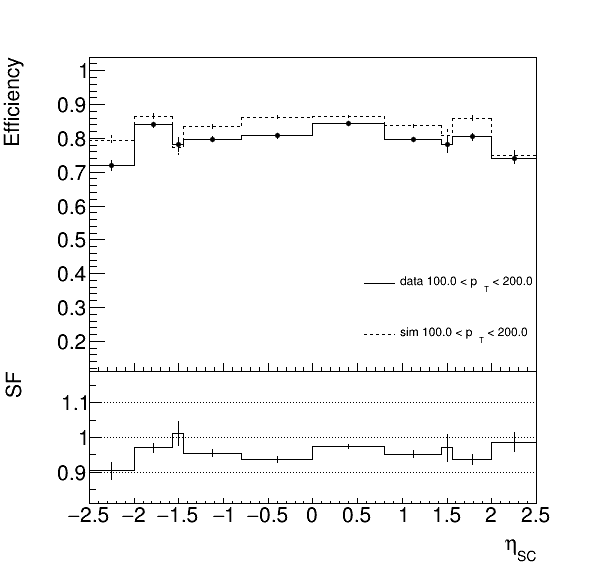 Efficiency
1
0.9
0.8
0.7
0.6
0.5
0.4
0.3
0.2
data 100.0 < p T < 200.0
sim 100.0 < p T < 200.0
SF
1.1
1
0.9
−2.5 −2 −1.5 −1 −0.5 0 0.5 1 1.5 2 2.5
ηSC